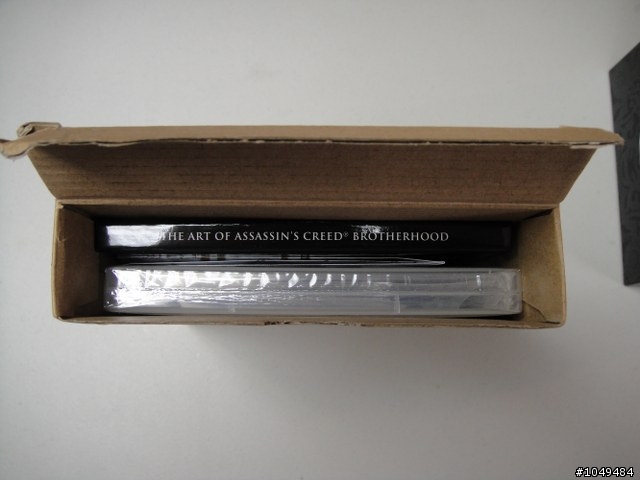 THE ART OF ASSASSIN'S CREED® BROTHERHOOD
#1049484